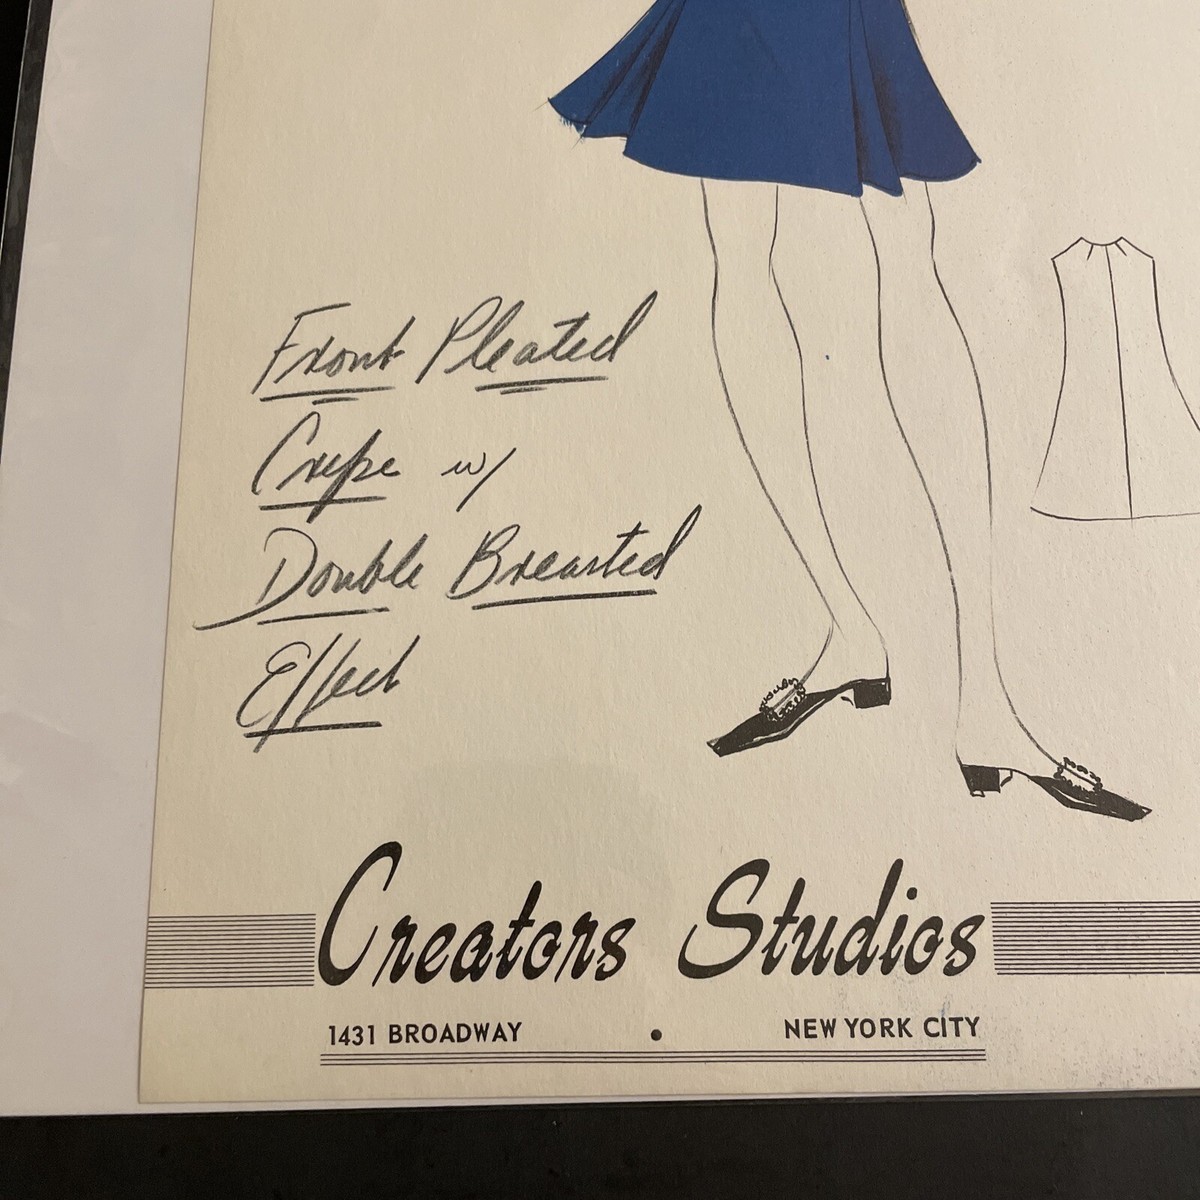 Front Pleated
Crepe w/
Double Breasted
Effect
Creators Studios
1431 BROADWAY • NEW YORK CITY